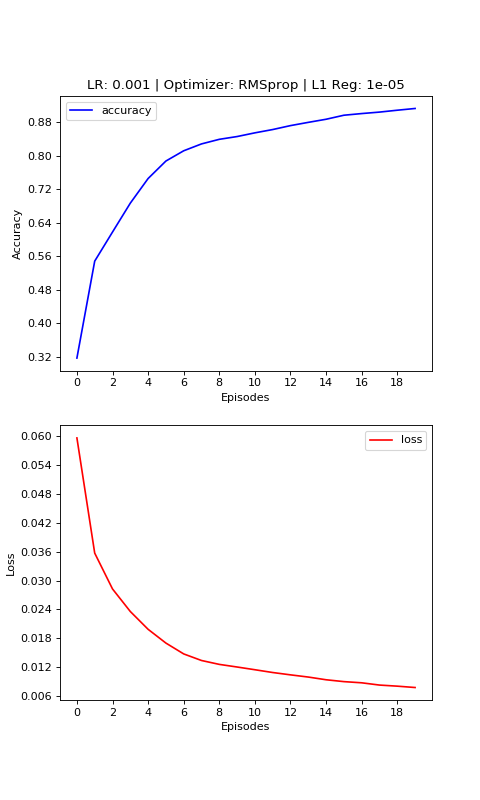 LR: 0.001 | Optimizer: RMSprop | L1 Reg: 1e-05
accuracy
0.88
0.80
0.72
0.64
0.56
0.48
0.40
0.32
Accuracy
0 2 4 6 8 10 12 14 16 18
Episodes
loss
0.060
0.054
0.048
0.042
0.036
0.030
0.024
0.018
0.012
0.006
Loss
0 2 4 6 8 10 12 14 16 18
Episodes